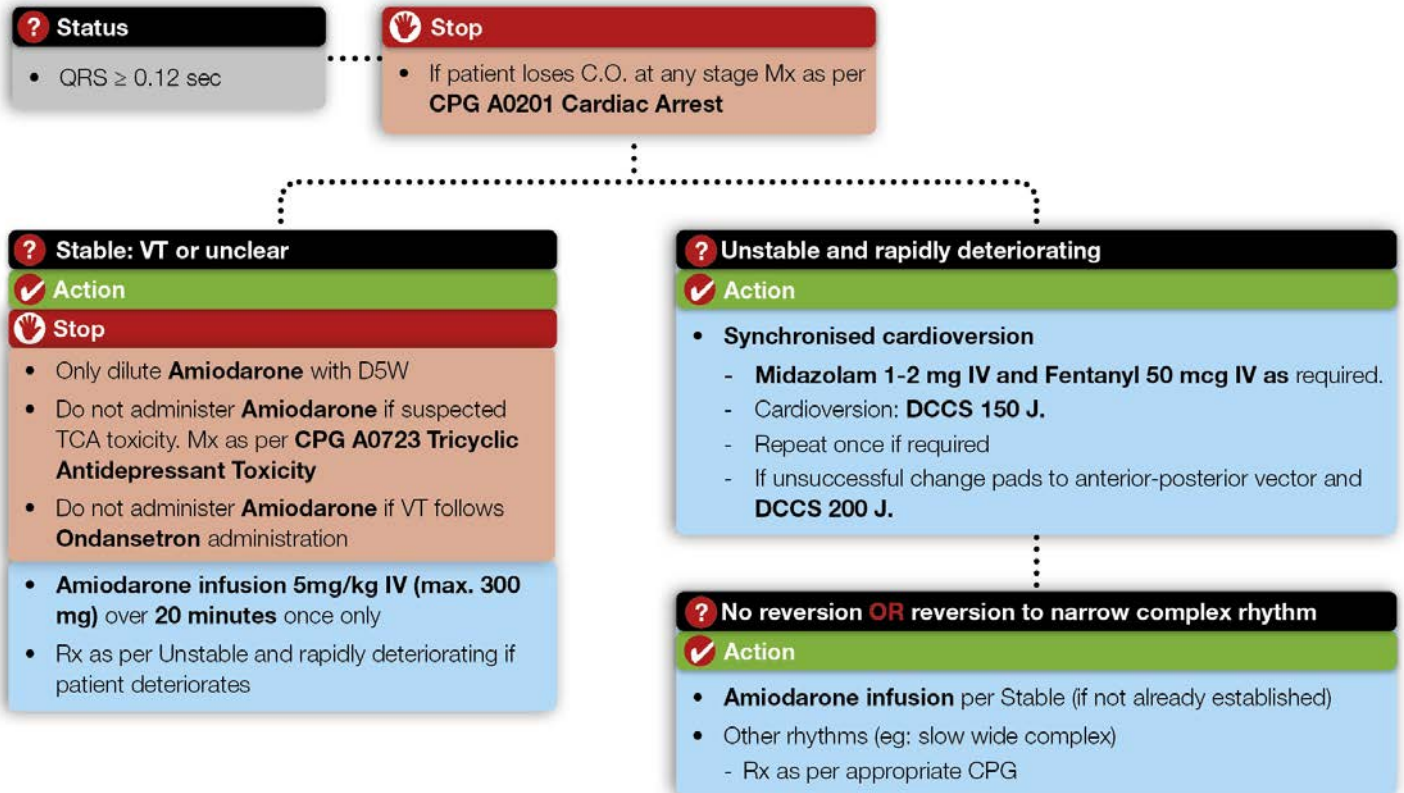 ? Status
• QRS ≥ 0.12 sec
Stop
• If patient loses C.O. at any stage Mx as per
CPG A0201 Cardiac Arrest
? Stable: VT or unclear
Action
Stop
• Only dilute Amiodarone with D5W
• Do not administer Amiodarone if suspected
TCA toxicity. Mx as per CPG A0723 Tricyclic
Antidepressant Toxicity
• Do not administer Amiodarone if VT follows
Ondansetron administration
• Amiodarone infusion 5mg/kg IV (max. 300
mg) over 20 minutes once only
• Rx as per Unstable and rapidly deteriorating if
patient deteriorates
? Unstable and rapidly deteriorating
Action
• Synchronised cardioversion
- Midazolam 1-2 mg IV and Fentanyl 50 mcg IV as required.
- Cardioversion: DCCS 150 J.
- Repeat once if required
- If unsuccessful change pads to anterior-posterior vector and
DCCS 200 J.
? No reversion OR reversion to narrow complex rhythm
Action
• Amiodarone infusion per Stable (if not already established)
• Other rhythms (eg: slow wide complex)
- Rx as per appropriate CPG